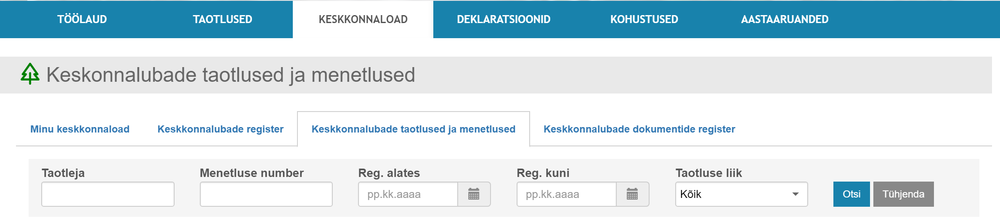 TÖÖLAUD TAOTLUSED KESKKONNALOAD DEKLARATSIOONID KOHUSTUSED AASTAARUANDED
Keskonnalubade taotlused ja menetlused
Minu keskkonnaload Keskkonnalubade register Keskkonnalubade taotlused ja menetlused Keskkonnalubade dokumentide register
Taotleja Menetluse number Reg. alates Reg. kuni Taotluse liik
pp.kk.aaaa pp.kk.aaaa Kõik Otsi Tühjenda